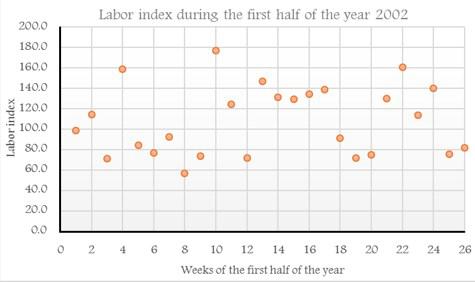 Labor index during the first half of the year 2002
200.0
180.0
160.0
140.0
120.0
100.0
80.0
60.0
40.0
20.0
0.0
Labor index
0 2 4 6 8 10 12 14 16 18 20 22 24 26
Weeks of the first half of the year